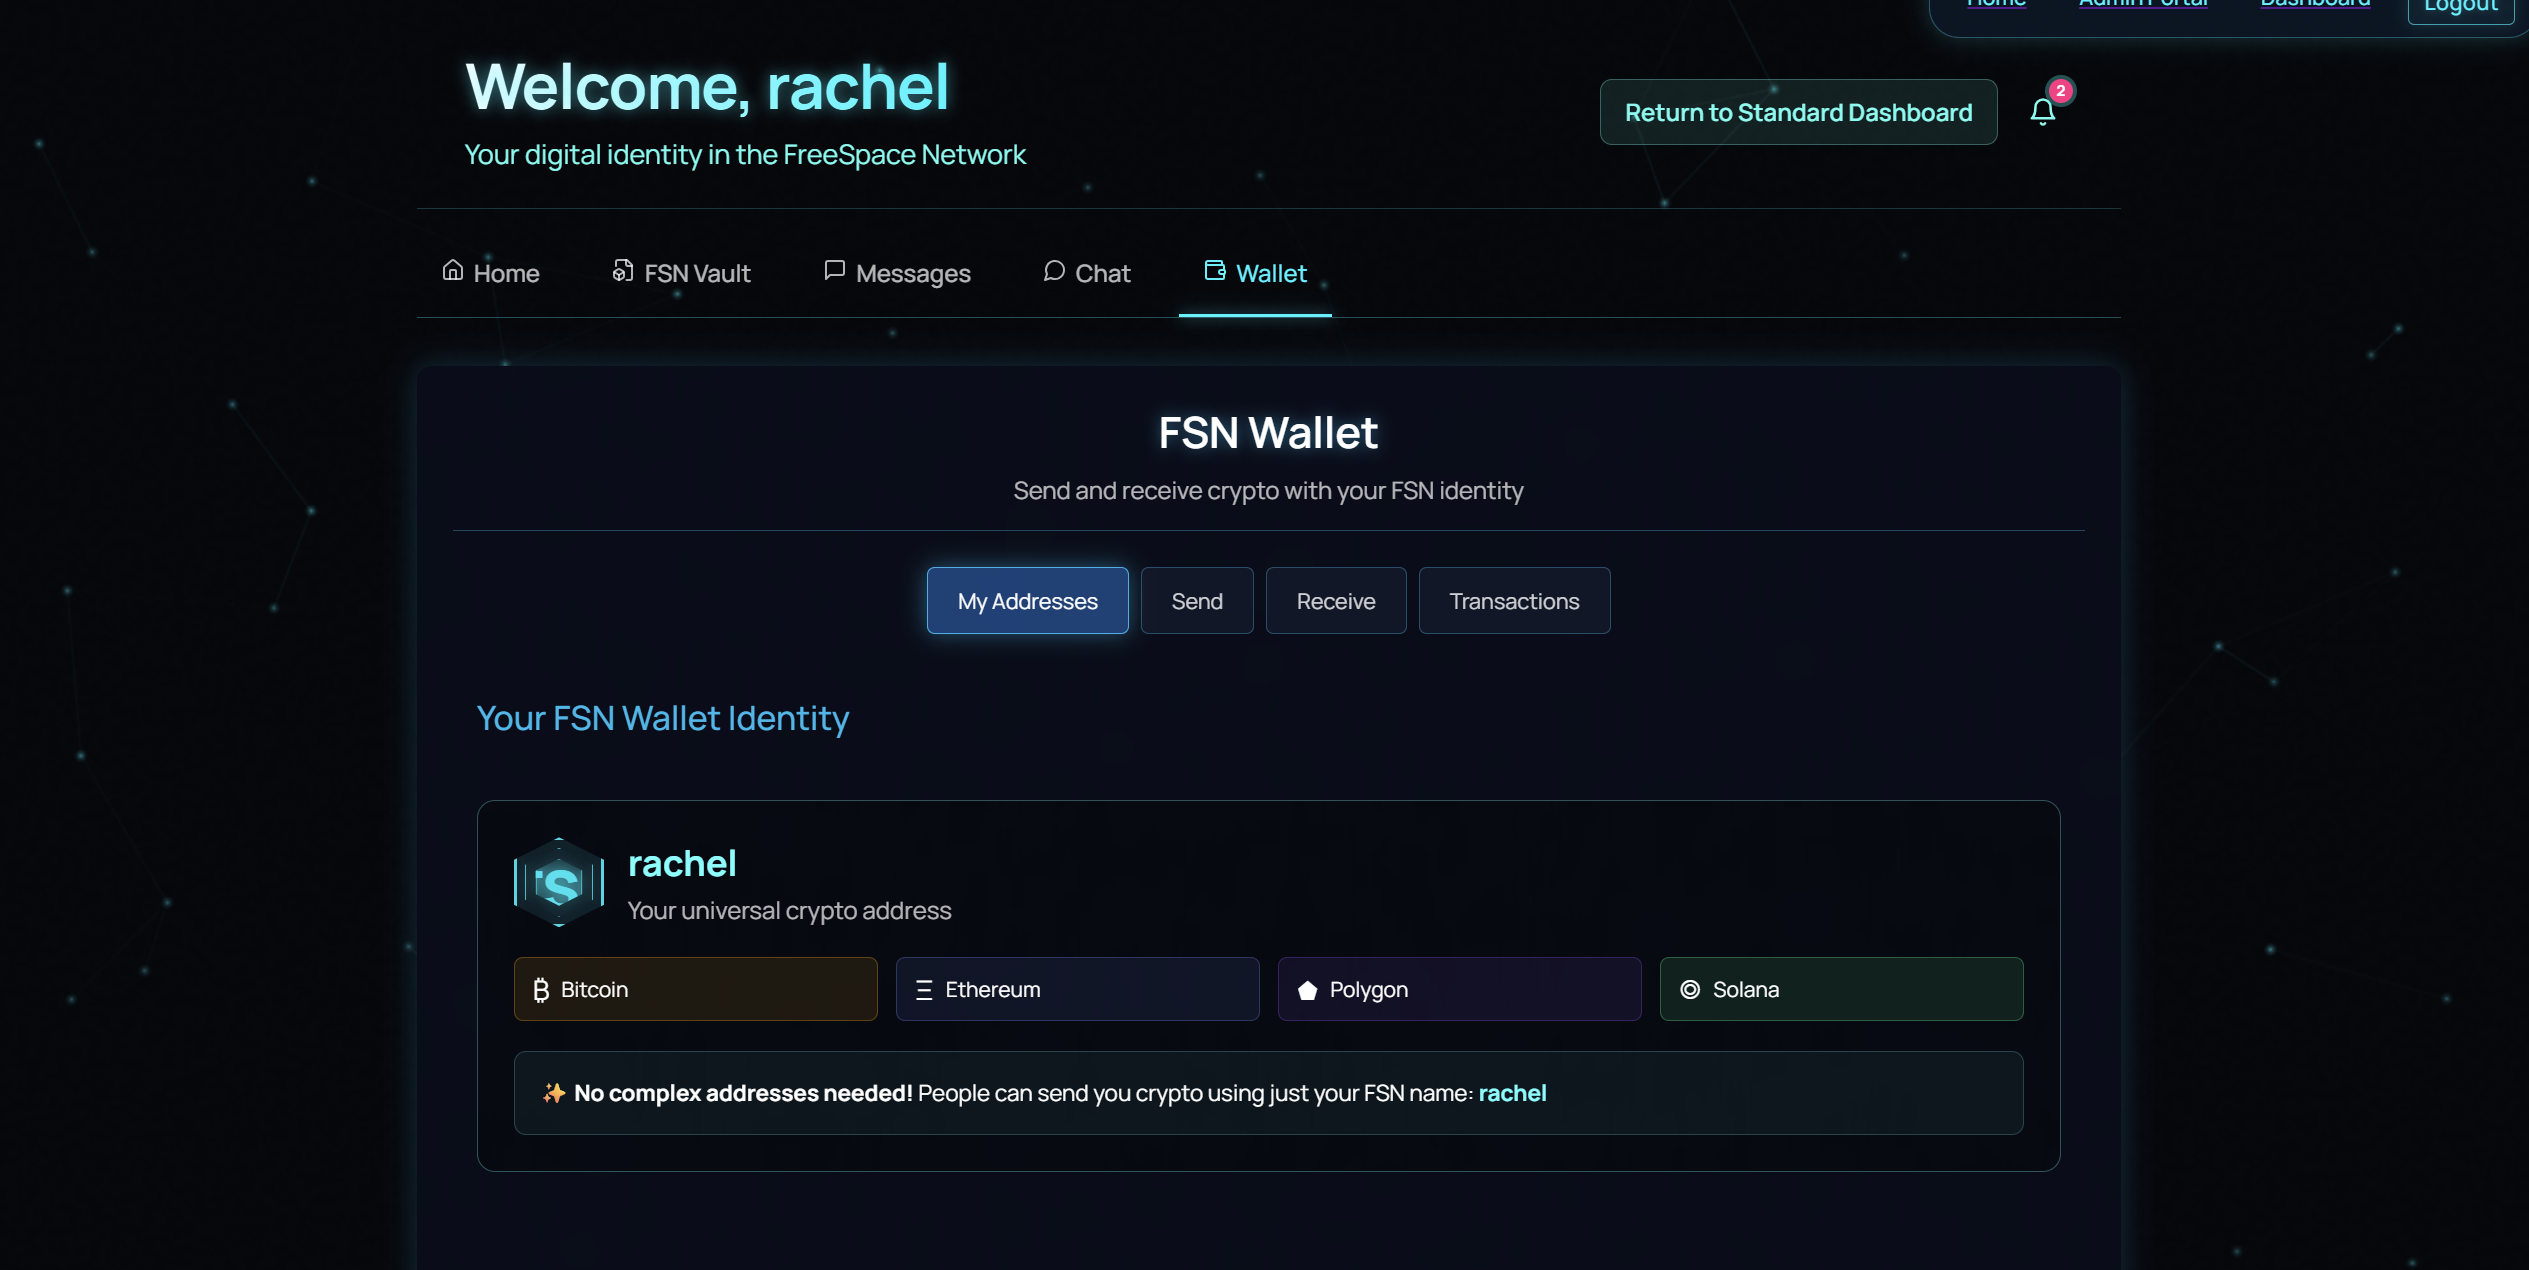 Home Admin Portal Dashboard Logout
Welcome, rachel
Return to Standard Dashboard
2
Your digital identity in the FreeSpace Network
Home
FSN Vault
Messages
Chat
Wallet
FSN Wallet
Send and receive crypto with your FSN identity
My Addresses
Send
Receive
Transactions
Your FSN Wallet Identity
rachel
Your universal crypto address
₿ Bitcoin
Ξ Ethereum
Polygon
Solana
✨ No complex addresses needed! People can send you crypto using just your FSN name: rachel